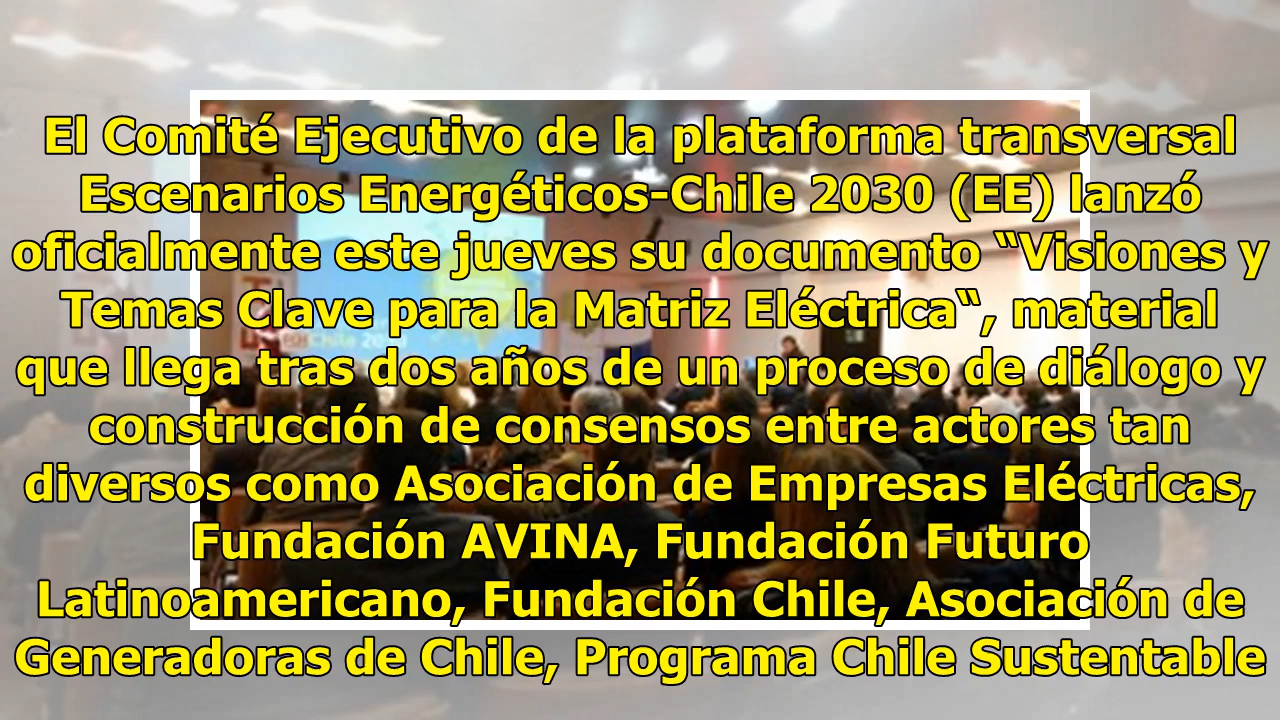 El Comité Ejecutivo de la plataforma transversal
Escenarios Energéticos-Chile 2030 (EE) lanzó
oficialmente este jueves su documento “Visiones y
Temas Clave para la Matriz Eléctrica“, material
que llega tras dos años de un proceso de diálogo y
construcción de consensos entre actores tan
diversos como Asociación de Empresas Eléctricas,
Fundación AVINA, Fundación Futuro
Latinoamericano, Fundación Chile, Asociación de
Generadoras de Chile, Programa Chile Sustentable